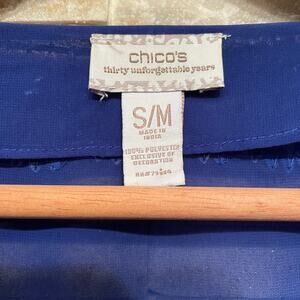 chico's
thirty unforgettable years
S/M
MADE IN
INDIA
100% POLYESTER
EXCLUSIVE OF
DECORATION